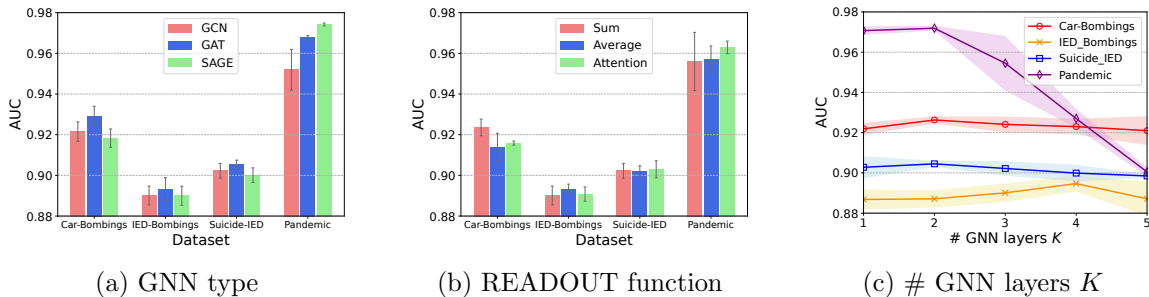 0.98
0.96
0.94
0.92
0.90
0.88
AUC
GCN
GAT
SAGE
Car-Bombings IED-Bombings Suicide-IED Pandemic
Dataset
(a) GNN type
0.98
0.96
0.94
0.92
0.90
0.88
AUC
Sum
Average
Attention
Car-Bombings IED-Bombings Suicide-IED Pandemic
Dataset
(b) READOUT function
0.98
0.96
0.94
0.92
0.90
0.88
AUC
Car-Bombings
IED_Bombings
Suicide_IED
Pandemic
1 2 3 4 5
# GNN layers K
(c) # GNN layers K